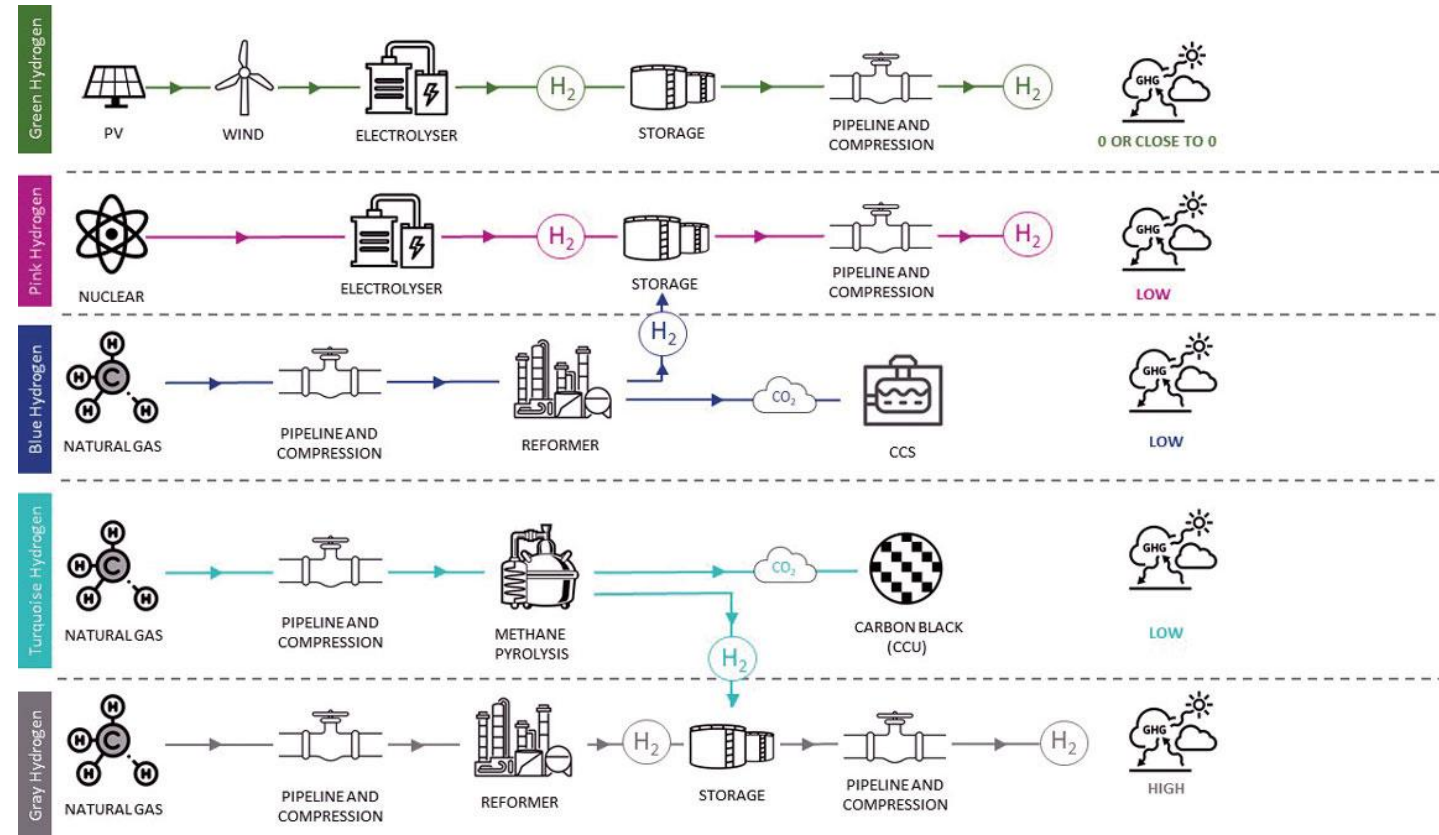 Green Hydrogen
PV
WIND
ELECTROLYSER
H2
STORAGE
PIPELINE AND
COMPRESSION
H2
GHG
0 OR CLOSE TO 0
Pink Hydrogen
NUCLEAR
ELECTROLYSER
H2
STORAGE
PIPELINE AND
COMPRESSION
H2
GHG
LOW
Blue Hydrogen
H
H
C
H
H
NATURAL GAS
PIPELINE AND
COMPRESSION
REFORMER
H2
CO2
CCS
GHG
LOW
Turquoise Hydrogen
H
H
C
H
H
NATURAL GAS
PIPELINE AND
COMPRESSION
METHANE
PYROLYSIS
CO2
H2
CARBON BLACK
(CCU)
GHG
LOW
Gray Hydrogen
H
H
C
H
H
NATURAL GAS
PIPELINE AND
COMPRESSION
REFORMER
H2
STORAGE
PIPELINE AND
COMPRESSION
H2
GHG
HIGH